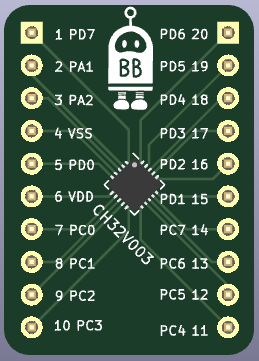 1 PD7
PD6 20
2 PA1
BB
PD5 19
3 PA2
PD4 18
4 VSS
PD3 17
5 PD0
PD2 16
6 VDD
PD1 15
CH32V003
7 PC0
PC7 14
8 PC1
PC6 13
9 PC2
PC5 12
10 PC3
PC4 11